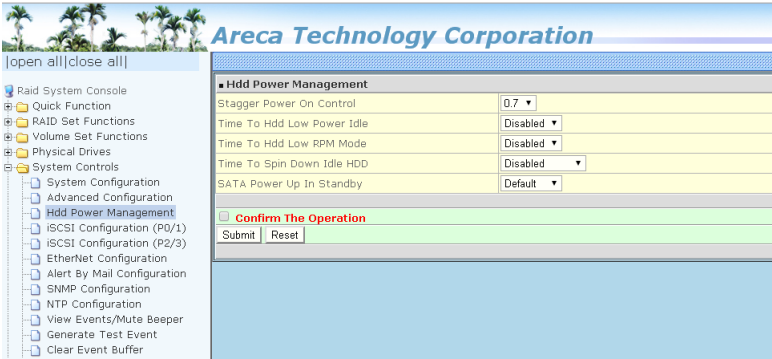 Areca Technology Corporation
|open all|close all|
Raid System Console
Quick Function
RAID Set Functions
Volume Set Functions
Physical Drives
System Controls
System Configuration
Advanced Configuration
Hdd Power Management
iSCSI Configuration (P0/1)
iSCSI Configuration (P2/3)
EtherNet Configuration
Alert By Mail Configuration
SNMP Configuration
NTP Configuration
View Events/Mute Beeper
Generate Test Event
Clear Event Buffer
Hdd Power Management
Stagger Power On Control 0.7
Time To Hdd Low Power Idle Disabled
Time To Hdd Low RPM Mode Disabled
Time To Spin Down Idle HDD Disabled
SATA Power Up In Standby Default
Confirm The Operation
Submit Reset